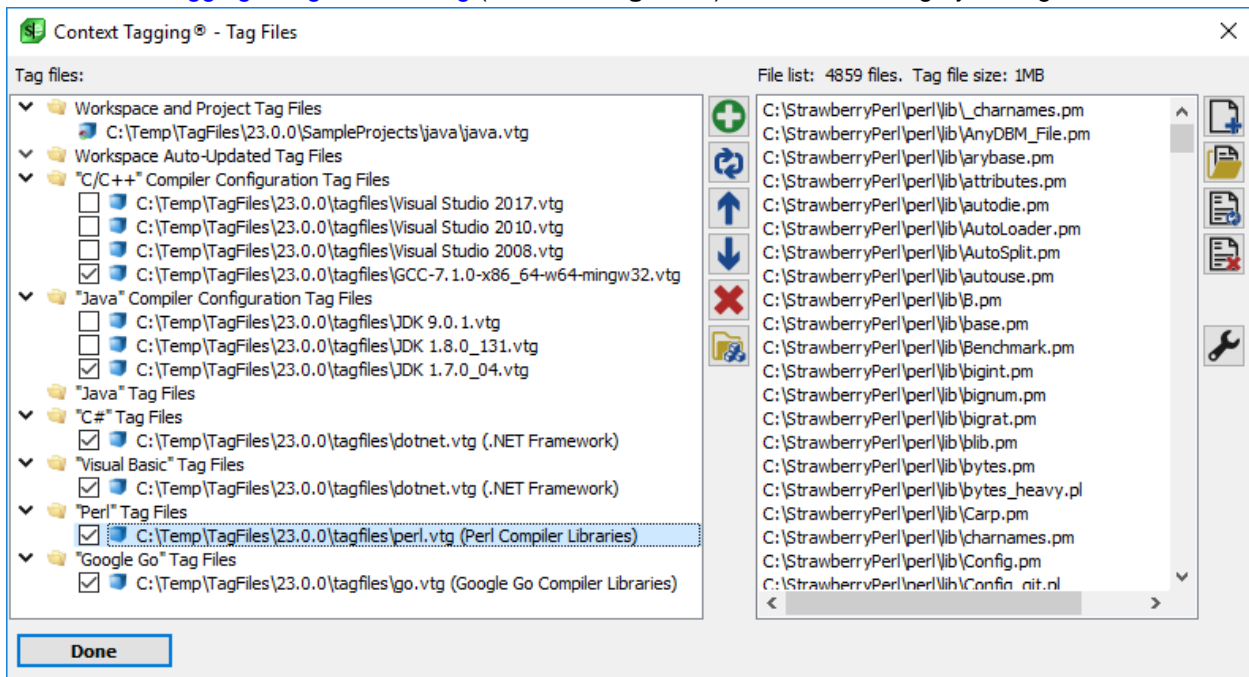 Context Tagging® - Tag Files
Tag files:
Workspace and Project Tag Files
C:\Temp\TagFiles\23.0.0\SampleProjects\java\java.vtg
Workspace Auto-Updated Tag Files
"C/C++" Compiler Configuration Tag Files
C:\Temp\TagFiles\23.0.0\tagfiles\Visual Studio 2017.vtg
C:\Temp\TagFiles\23.0.0\tagfiles\Visual Studio 2010.vtg
C:\Temp\TagFiles\23.0.0\tagfiles\Visual Studio 2008.vtg
C:\Temp\TagFiles\23.0.0\tagfiles\GCC-7.1.0-x86_64-w64-mingw32.vtg
"Java" Compiler Configuration Tag Files
C:\Temp\TagFiles\23.0.0\tagfiles\JDK 9.0.1.vtg
C:\Temp\TagFiles\23.0.0\tagfiles\JDK 1.8.0_131.vtg
C:\Temp\TagFiles\23.0.0\tagfiles\JDK 1.7.0_04.vtg
"Java" Tag Files
"C#" Tag Files
C:\Temp\TagFiles\23.0.0\tagfiles\dotnet.vtg (.NET Framework)
"Visual Basic" Tag Files
C:\Temp\TagFiles\23.0.0\tagfiles\dotnet.vtg (.NET Framework)
"Perl" Tag Files
C:\Temp\TagFiles\23.0.0\tagfiles\perl.vtg (Perl Compiler Libraries)
"Google Go" Tag Files
C:\Temp\TagFiles\23.0.0\tagfiles\go.vtg (Google Go Compiler Libraries)
File list: 4859 files. Tag file size: 1MB
C:\StrawberryPerl\perl\lib\_charnames.pm
C:\StrawberryPerl\perl\lib\AnyDBM_File.pm
C:\StrawberryPerl\perl\lib\arybase.pm
C:\StrawberryPerl\perl\lib\attributes.pm
C:\StrawberryPerl\perl\lib\autodie.pm
C:\StrawberryPerl\perl\lib\AutoLoader.pm
C:\StrawberryPerl\perl\lib\AutoSplit.pm
C:\StrawberryPerl\perl\lib\autouse.pm
C:\StrawberryPerl\perl\lib\B.pm
C:\StrawberryPerl\perl\lib\base.pm
C:\StrawberryPerl\perl\lib\Benchmark.pm
C:\StrawberryPerl\perl\lib\bigint.pm
C:\StrawberryPerl\perl\lib\bignum.pm
C:\StrawberryPerl\perl\lib\bigrat.pm
C:\StrawberryPerl\perl\lib\blib.pm
C:\StrawberryPerl\perl\lib\bytes.pm
C:\StrawberryPerl\perl\lib\bytes_heavy.pl
C:\StrawberryPerl\perl\lib\Carp.pm
C:\StrawberryPerl\perl\lib\charnames.pm
C:\StrawberryPerl\perl\lib\Config.pm
C:\StrawberryPerl\perl\lib\Config_git.pl
Done